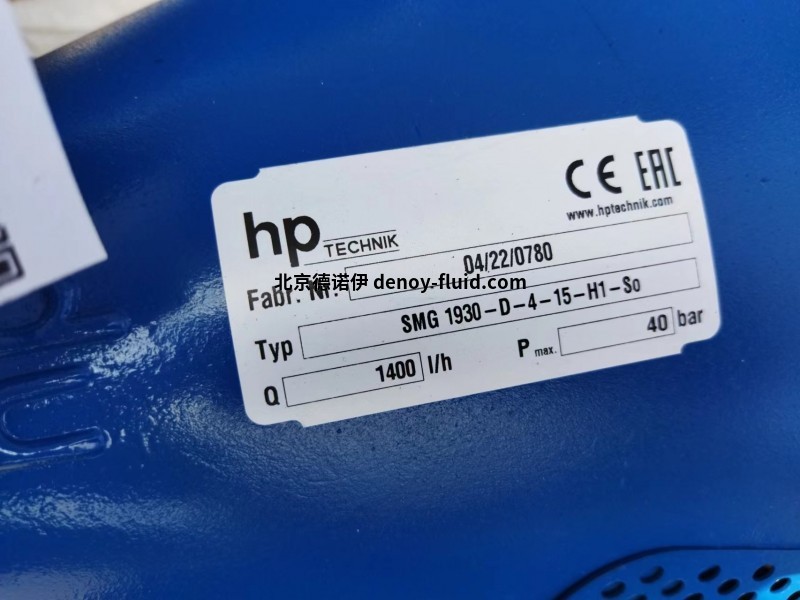 CE EAC
www.hptechnik.com
hp TECHNIK
Fabr. Nr. 04/22/0780
北京德诺伊 denoy-fluid.com
Typ SMG 1930-D-4-15-H1-So
Q 1400 l/h P max. 40 bar